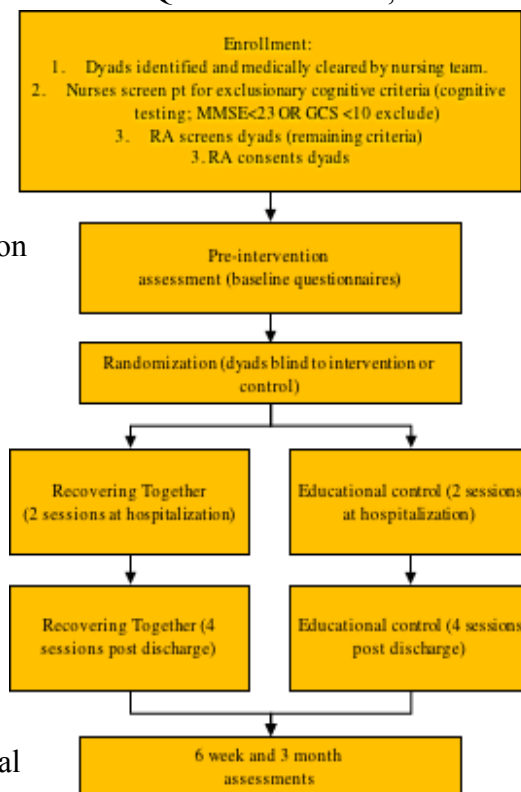 Enrollment:
1. Dyads identified and medically cleared by nursing team.
2. Nurses screen pt for exclusionary cognitive criteria (cognitive
testing; MMSE<23 OR GCS <10 exclude)
3. RA screens dyads (remaining criteria)
3. RA consents dyads
on
Pre-intervention
assessment (baseline questionnaires)
Randomization (dyads blind to intervention or
control)
Recovering Together
(2 sessions at hospitalization)
Educational control (2 sessions
at hospitalization)
Recovering Together (4
sessions post discharge)
Educational control (4 sessions
post discharge)
al
6 week and 3 month
assessments